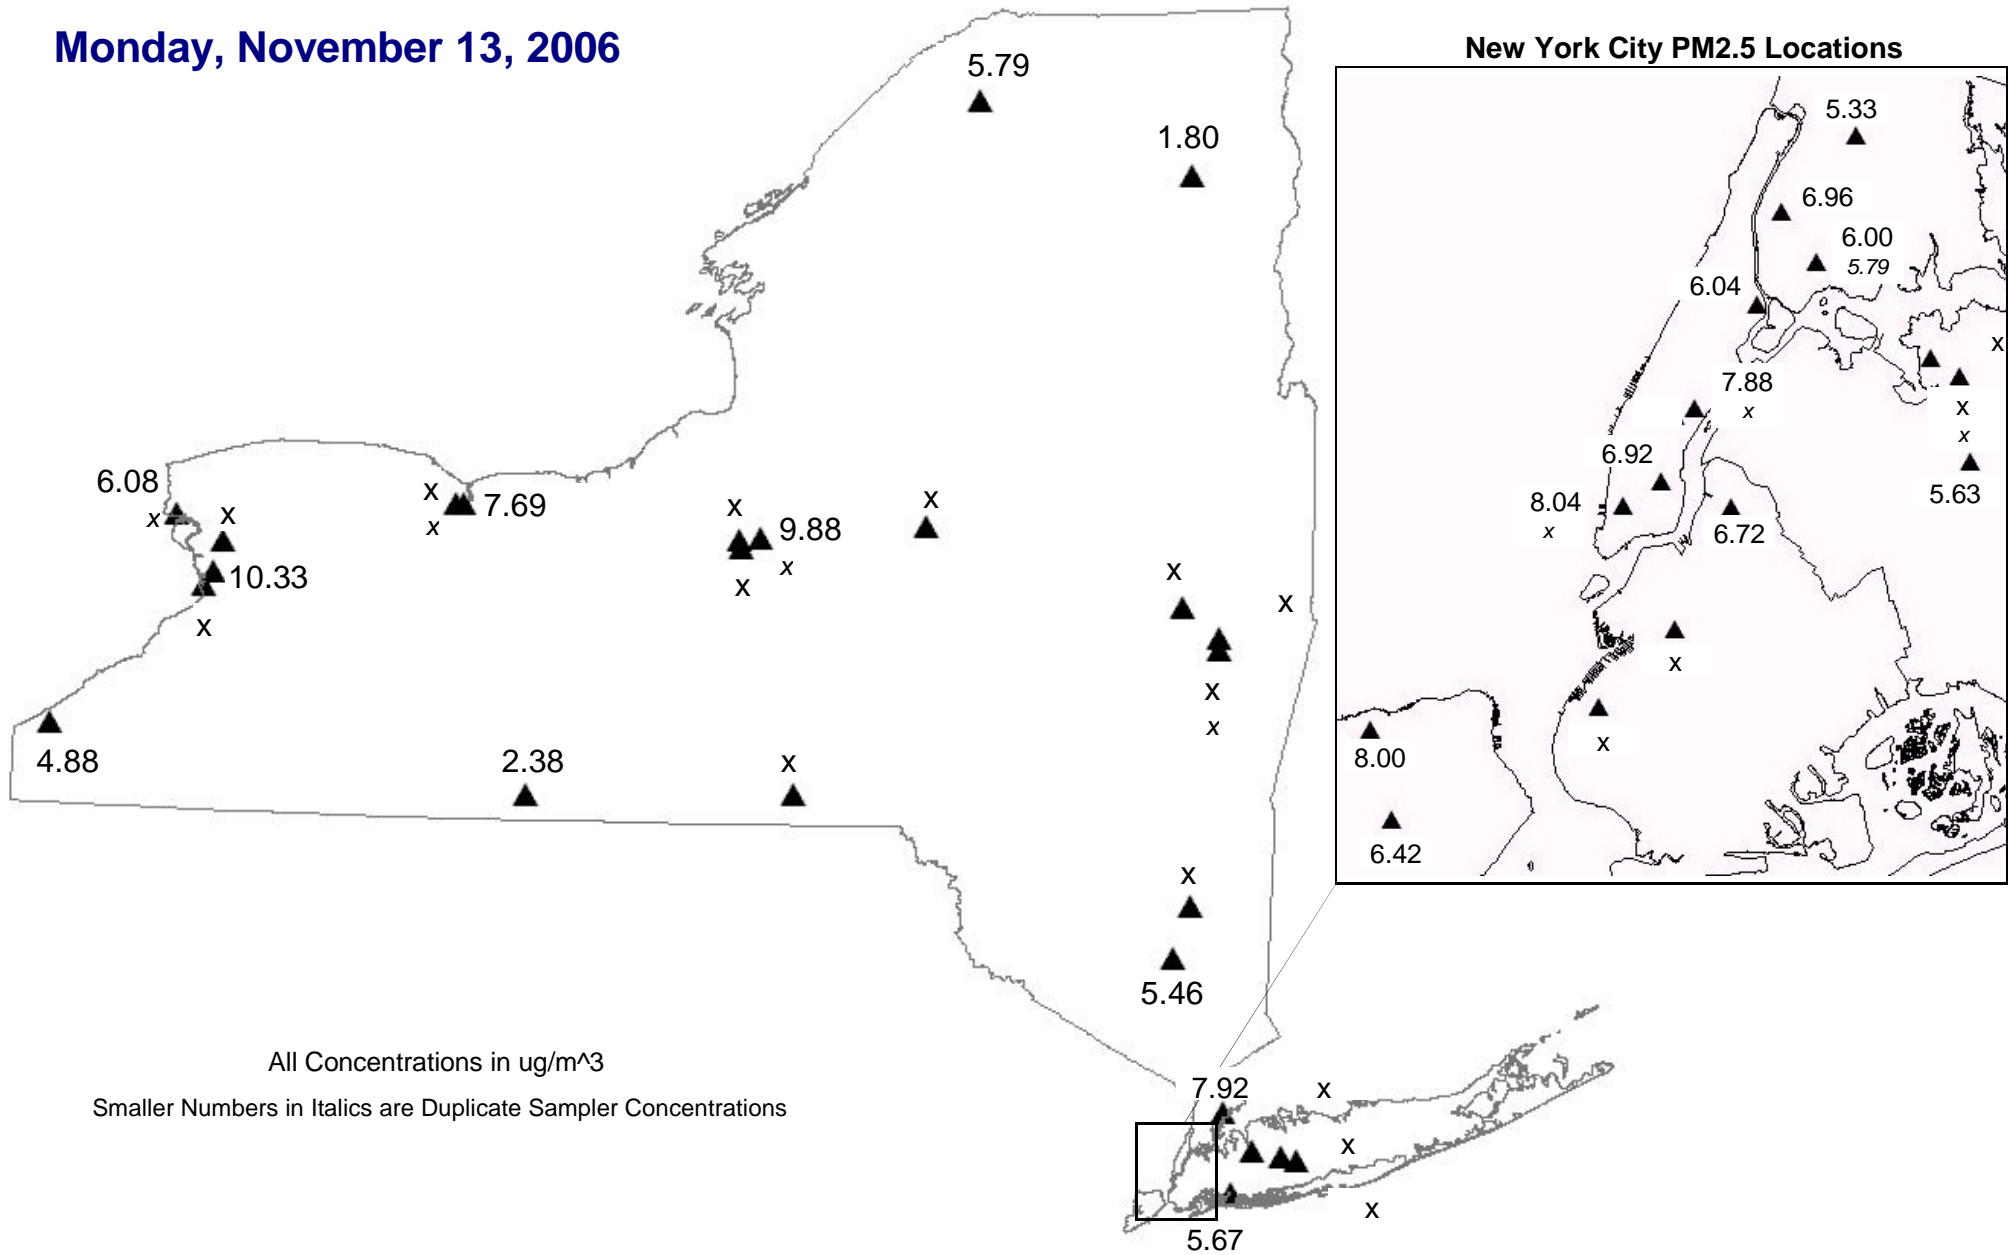 Monday, November 13, 2006
5.79
1.80
6.08
x
x
x
x
7.69
10.33
x
x
9.88
x
x
x
x
x
x
x
4.88
2.38
x
x
5.46
7.92
x
x
x
5.67
All Concentrations in ug/m^3
Smaller Numbers in Italics are Duplicate Sampler Concentrations
New York City PM2.5 Locations
5.33
6.96
6.00
5.79
6.04
x
7.88
x
x
x
6.92
8.04
x
6.72
5.63
x
x
8.00
6.42